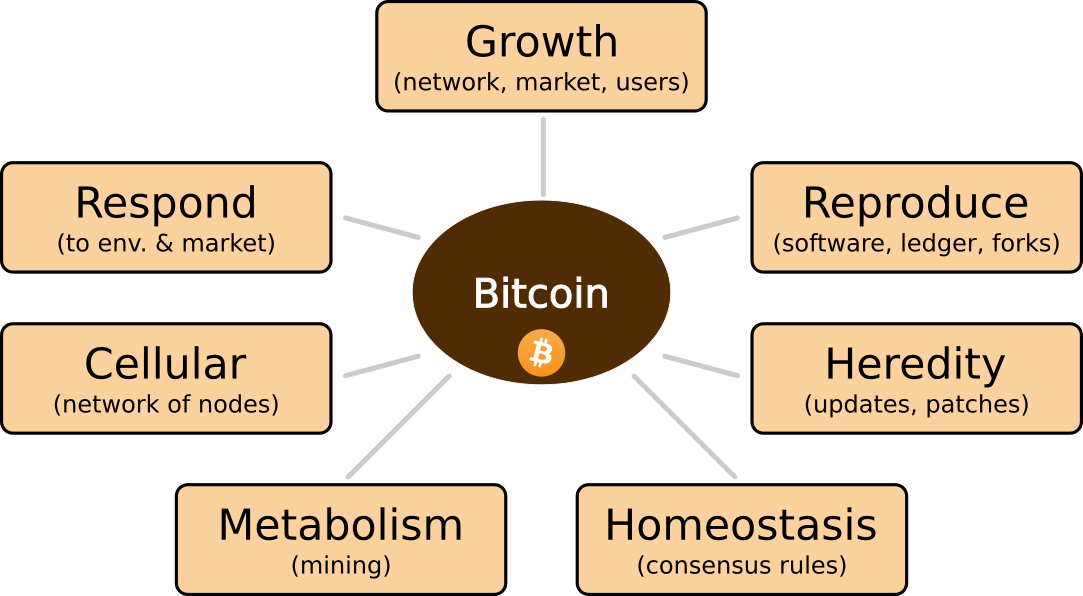 Growth
(network, market, users)
Respond
(to env. & market)
Reproduce
(software, ledger, forks)
Bitcoin
Cellular
(network of nodes)
Heredity
(updates, patches)
Metabolism
(mining)
Homeostasis
(consensus rules)